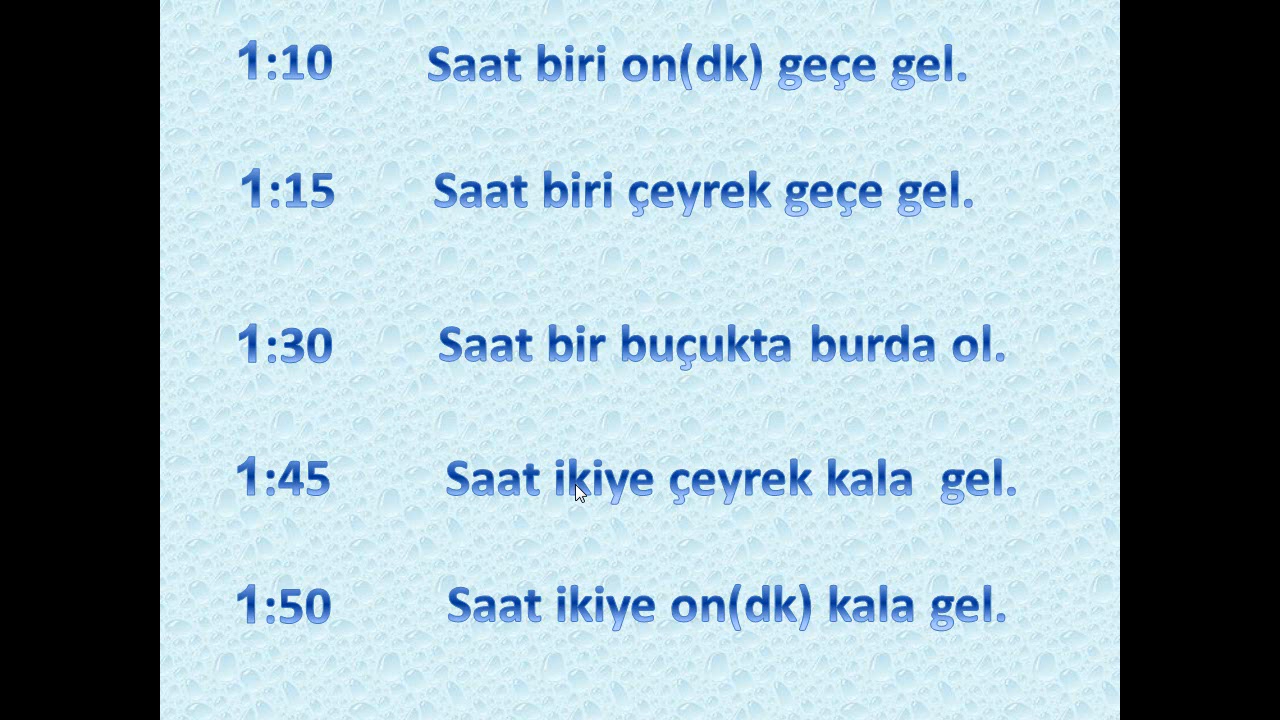 1:10 Saat biri on(dk) geçe gel.
1:15 Saat biri çeyrek geçe gel.
1:30 Saat bir buçukta burda ol.
1:45 Saat ikiye çeyrek kala gel.
1:50 Saat ikiye on(dk) kala gel.